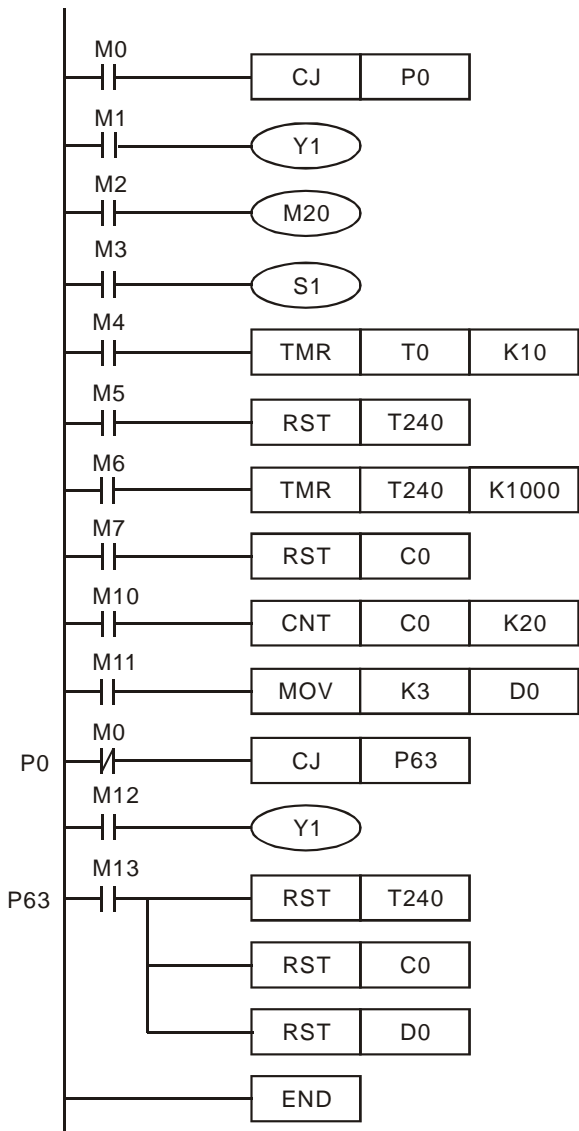 M0
CJ P0
M1
Y1
M2
M20
M3
S1
M4
TMR T0 K10
M5
RST T240
M6
TMR T240 K1000
M7
RST C0
M10
CNT C0 K20
M11
MOV K3 D0
M0
P0 CJ P63
M12
Y1
M13
P63 RST T240
RST C0
RST D0
END